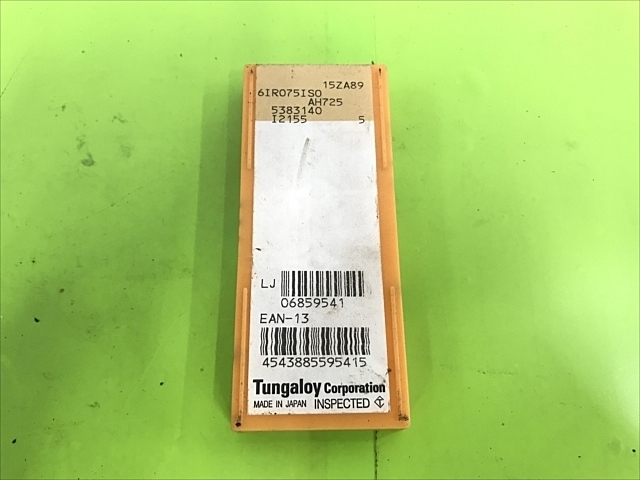 15ZA89
6IR075ISO
AH725
5383140
I2155 5
LJ
06859541
EAN-13
4543885595415
Tungaloy Corporation
MADE IN JAPAN INSPECTED